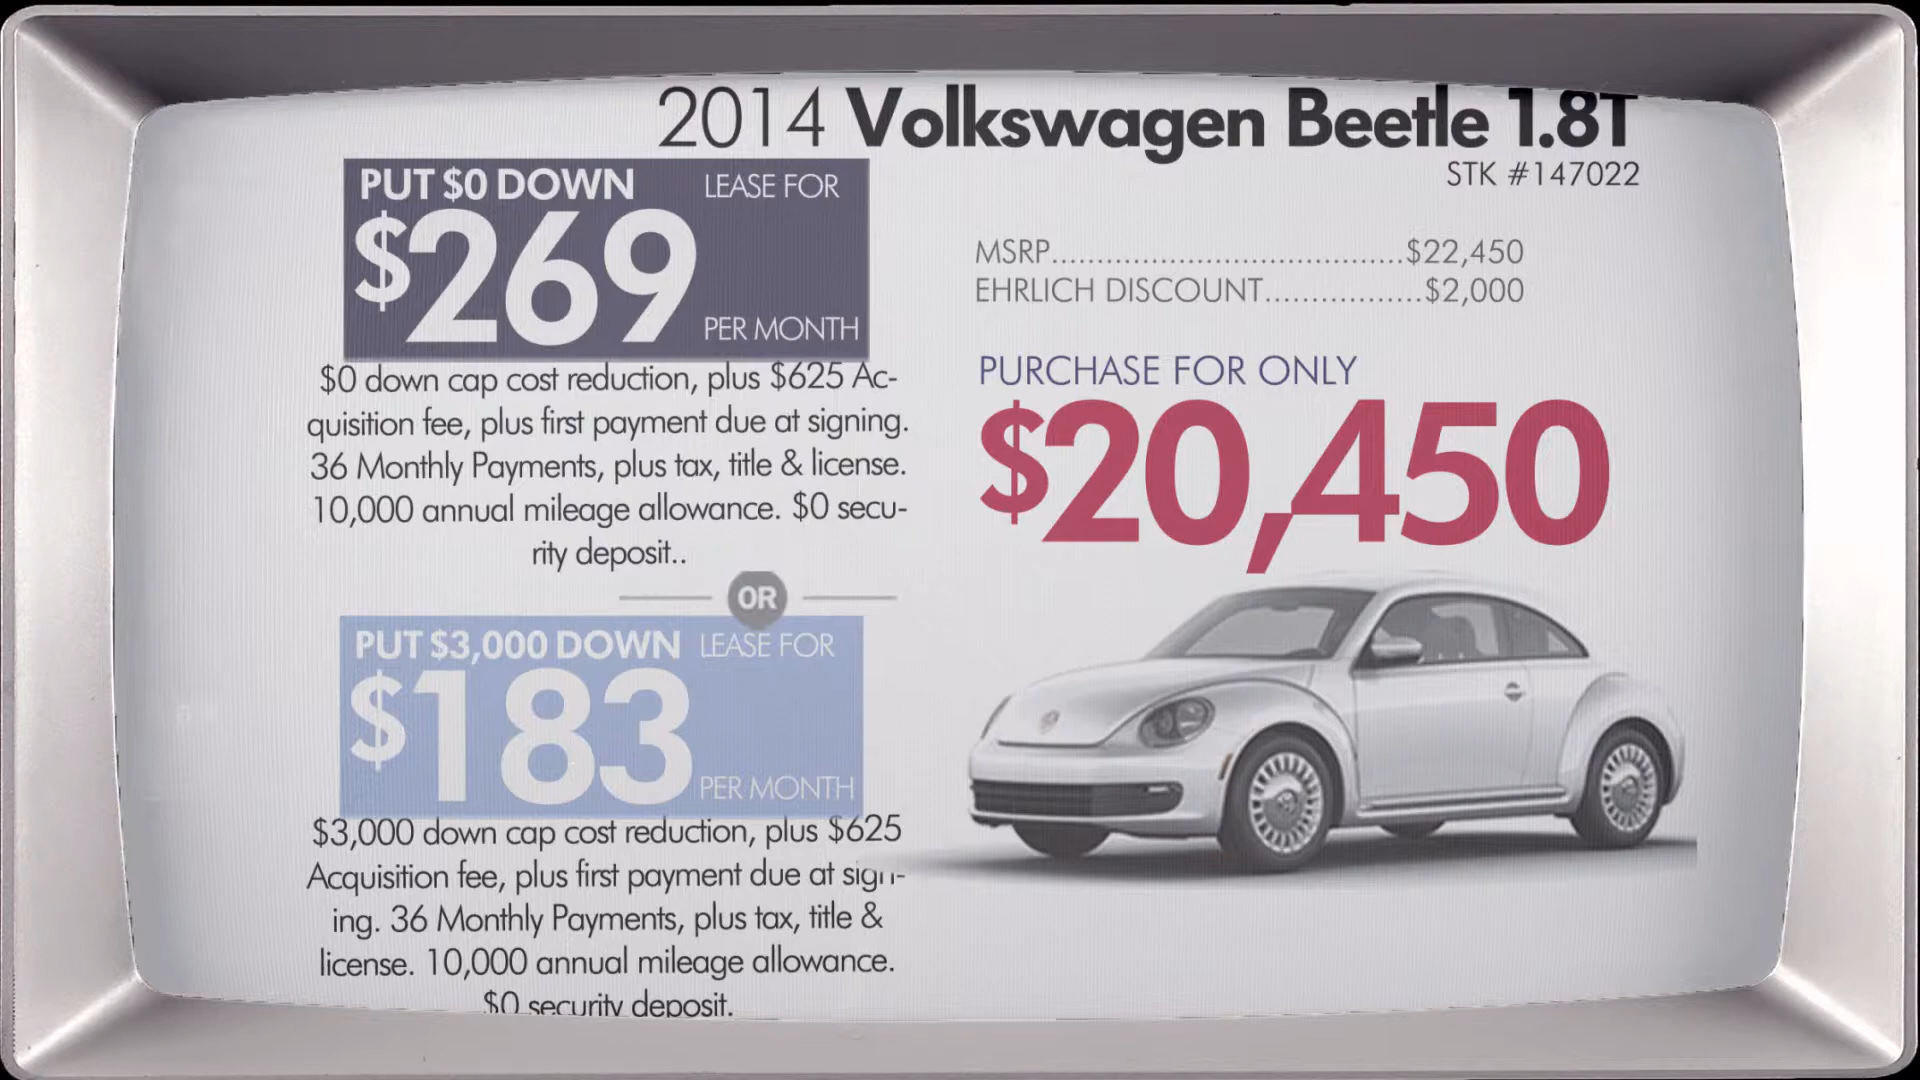 2014 Volkswagen Beetle 1.8T
STK #147022
PUT $0 DOWN LEASE FOR
$269
PER MONTH
$0 down cap cost reduction, plus $625 Ac-
quisition fee, plus first payment due at signing.
36 Monthly Payments, plus tax, title & license.
10,000 annual mileage allowance. $0 secu-
rity deposit..
OR
PUT $3,000 DOWN LEASE FOR
$183
PER MONTH
$3,000 down cap cost reduction, plus $625
Acquisition fee, plus first payment due at sign-
ing. 36 Monthly Payments, plus tax, title &
license. 10,000 annual mileage allowance.
$0 security deposit.
MSRP.......................................$22,450
EHRLICH DISCOUNT.................$2,000
PURCHASE FOR ONLY
$20,450